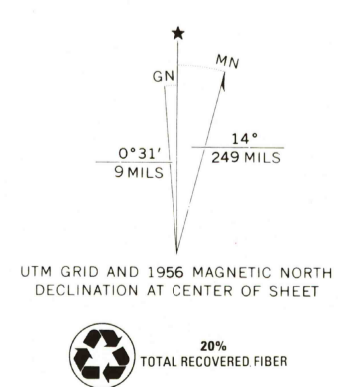 ★
GN
MN
0°31'
9 MILS
14°
249 MILS
UTM GRID AND 1956 MAGNETIC NORTH
DECLINATION AT CENTER OF SHEET
20%
TOTAL RECOVERED FIBER